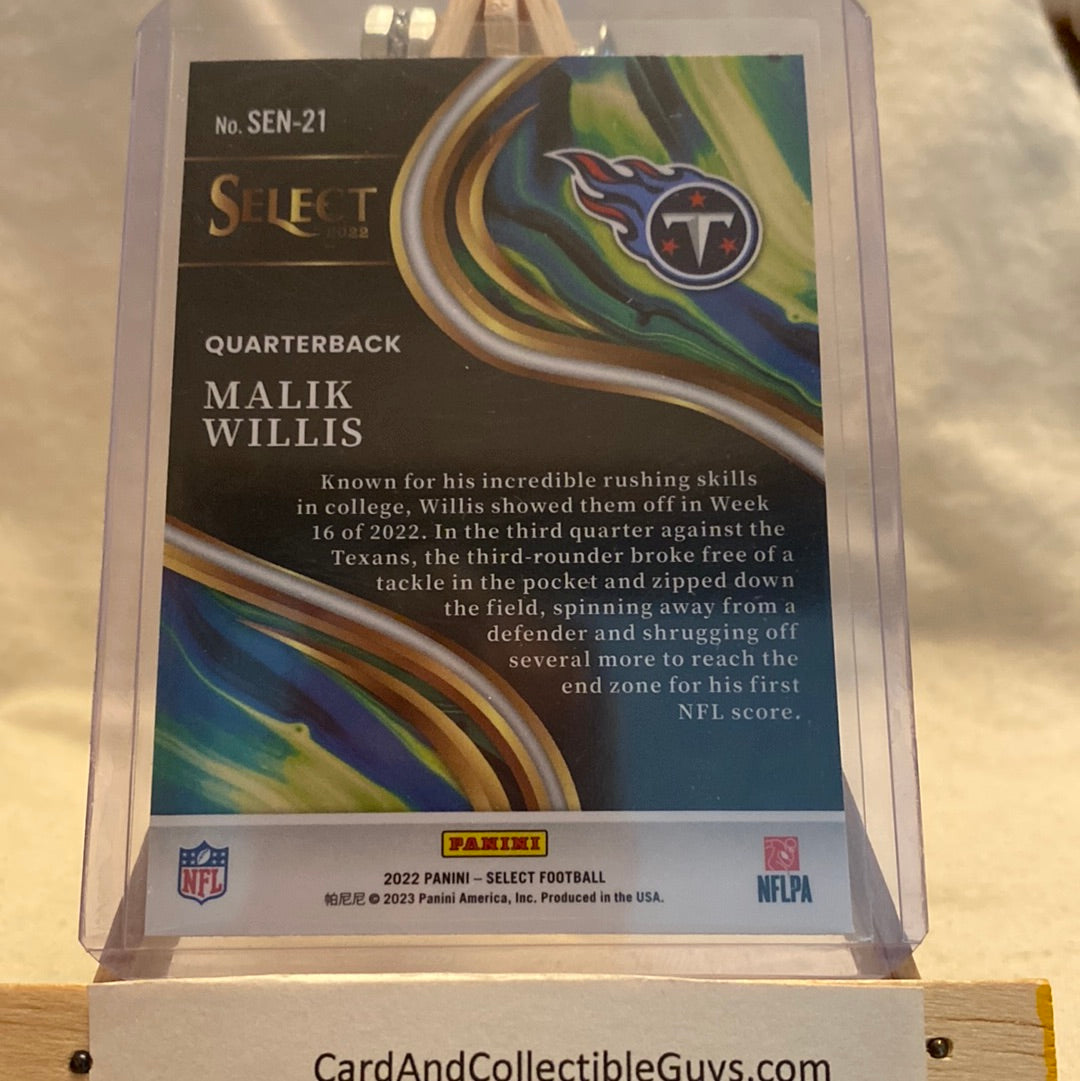 No. SEN-21
SELECT
2022
T
QUARTERBACK
MALIK
WILLIS
Known for his incredible rushing skills
in college, Willis showed them off in Week
16 of 2022. In the third quarter against the
Texans, the third-rounder broke free of a
tackle in the pocket and zipped down
the field, spinning away from a
defender and shrugging off
several more to reach the
end zone for his first
NFL score.
PANINI
NFL
2022 PANINI – SELECT FOOTBALL
帕尼尼 © 2023 Panini America, Inc. Produced in the USA.
NFLPA
CardAndCollectibleGuys.com